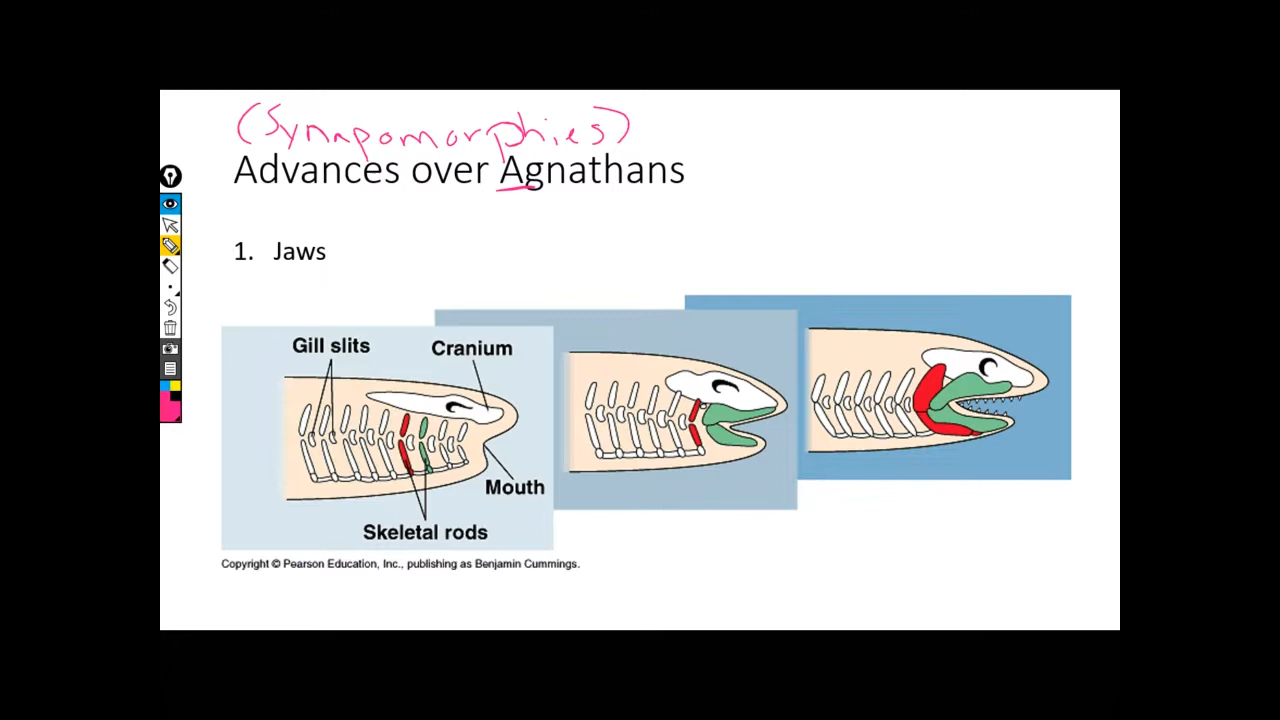 (Synapomorphies)
Advances over Agnathans
1. Jaws
Gill slits
Cranium
Mouth
Skeletal rods
Copyright © Pearson Education, Inc., publishing as Benjamin Cummings.